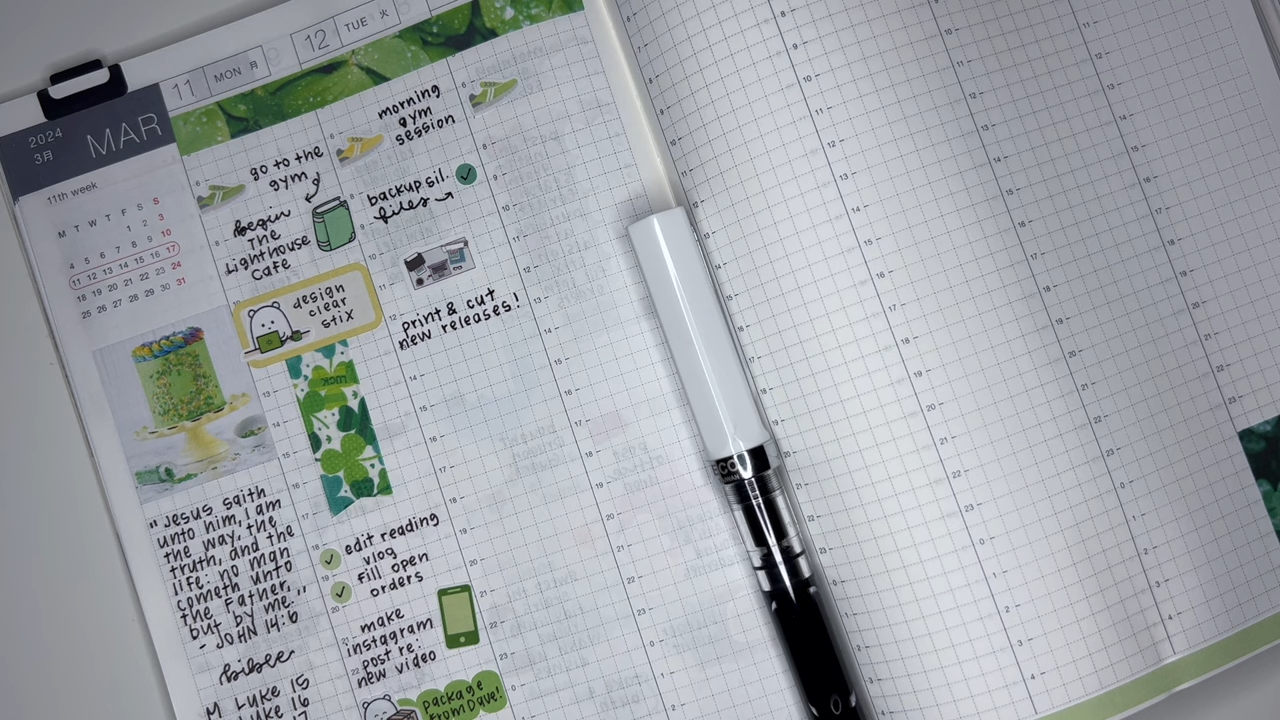 2024
3月
MAR
11th week
M T W T F S S
1 2 3
4 5 6 7 8 9 10
11 12 13 14 15 16 17
18 19 20 21 22 23 24
25 26 27 28 29 30 31
"Jesus saith
unto him, I am
the way, the
truth, and the
life: no man
cometh unto
the Father,
but by me."
- JOHN 14:6
bible
M LUKE 15
Luke 16
17
11 MON 月
go to the
gym
begin
The
Lighthouse
Cafe
design
clear
stix
LUCK
edit reading
vlog
fill open
orders
make
instagram
post re:
new video
package
from Dave!
12 TUE 火
morning
gym
session
backup sil.
files
print & cut
new releases!